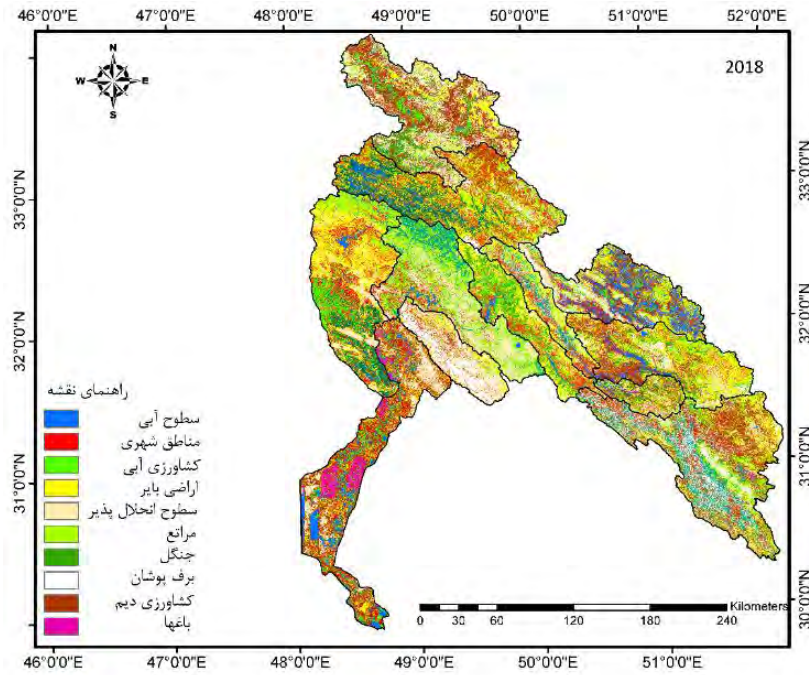 46°0'0"E 47°0'0"E 48°0'0"E 49°0'0"E 50°0'0"E 51°0'0"E 52°0'0"E
N
W E
S
2018
33°0'0"N 33°0'0"N
32°0'0"N 32°0'0"N
31°0'0"N 31°0'0"N
30°0'0"N
راهنمای نقشه
سطوح آبی
مناطق شهری
کشاورزی آبی
اراضی بایر
سطوح انحلال پذیر
مراتع
جنگل
برف پوشان
کشاورزی دیم
باغها
Kilometers
0 15 30 60 120 180 240
46°0'0"E 47°0'0"E 48°0'0"E 49°0'0"E 50°0'0"E 51°0'0"E